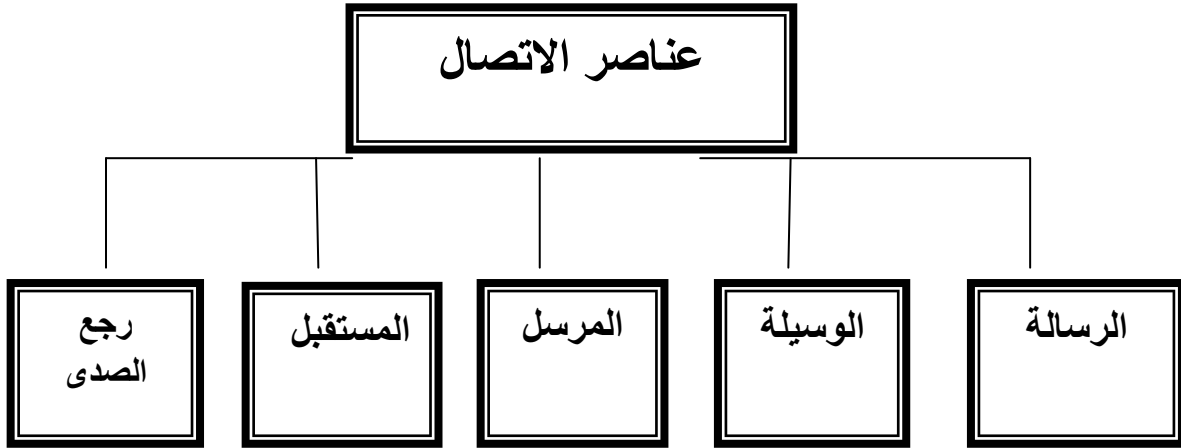 عناصر الاتصال
الرسالة
الوسيلة
المرسل
المستقبل
رجع
الصدى